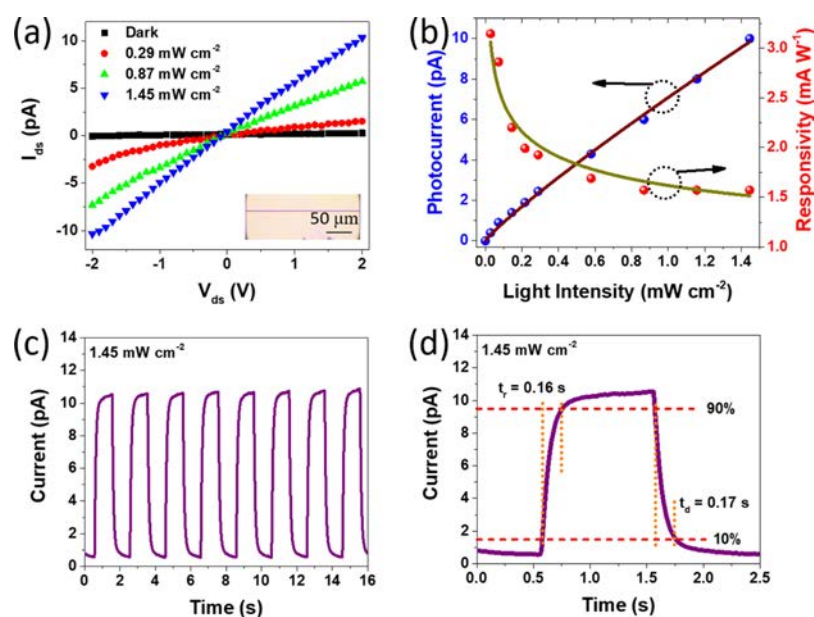 (a)
Dark
0.29 mW cm-2
0.87 mW cm-2
1.45 mW cm-2
10
5
0
-5
-10
Ids (pA)
50 μm
-2
-1
0
1
2
Vds (V)
(b)
10
8
6
4
2
0
Photocurrent (pA)
3.0
2.5
2.0
1.5
1.0
Responsivity (mA W-1)
0.0 0.2 0.4 0.6 0.8 1.0 1.2 1.4
Light Intensity (mW cm-2)
(c)
1.45 mW cm-2
14
12
10
8
6
4
2
0
Current (pA)
0 2 4 6 8 10 12 14 16
Time (s)
(d)
1.45 mW cm-2
14
12
10
8
6
4
2
0
Current (pA)
tr = 0.16 s
90%
td = 0.17 s
10%
0.0 0.5 1.0 1.5 2.0 2.5
Time (s)